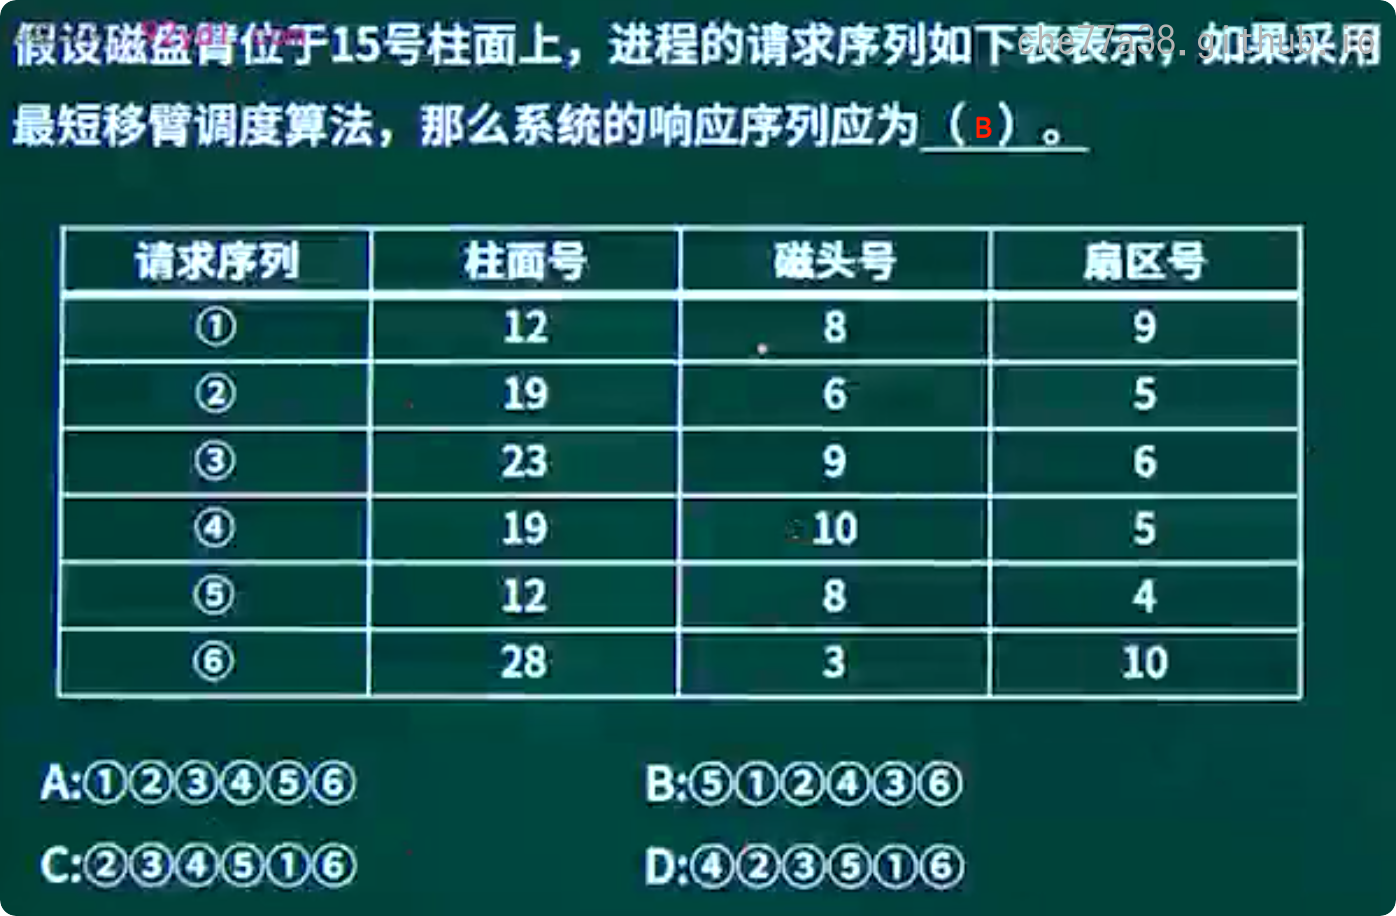 假设磁盘臂位于15号柱面上，进程的请求序列如下表表示，如果采用
最短移臂调度算法，那么系统的响应序列应为（B）。
che77a38.github.io
请求序列 柱面号 磁头号 扇区号
① 12 8 9
② 19 6 5
③ 23 9 6
④ 19 10 5
⑤ 12 8 4
⑥ 28 3 10
A:①②③④⑤⑥ B:⑤①②④③⑥
C:②③④⑤①⑥ D:④②③⑤①⑥